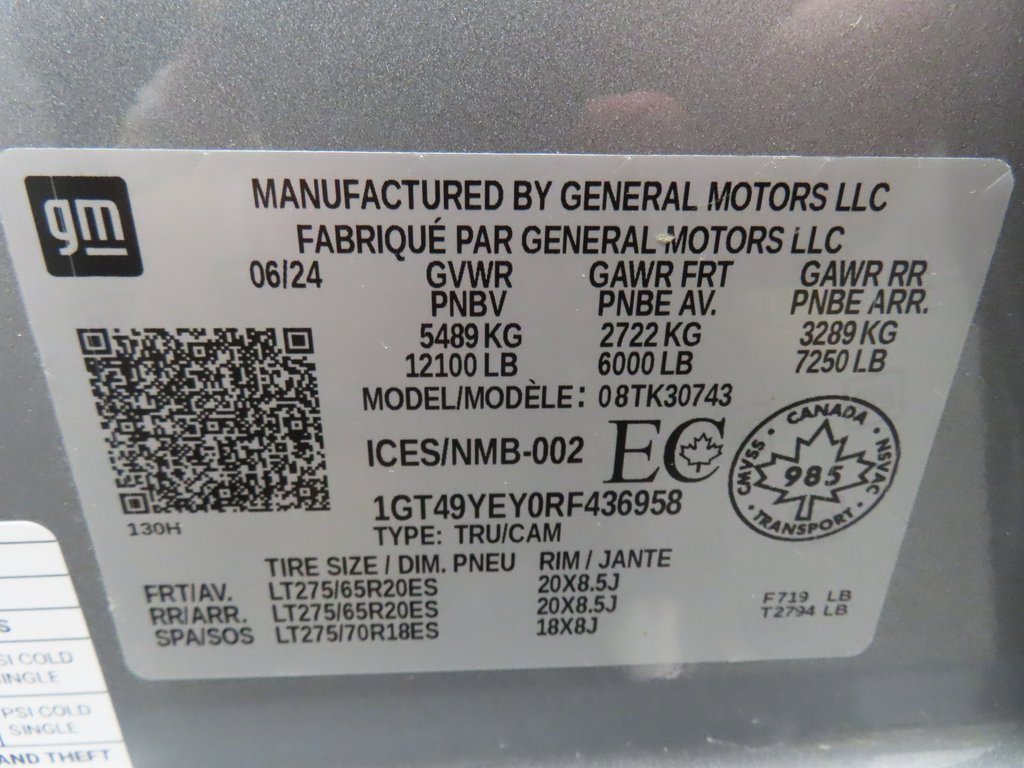 gm
MANUFACTURED BY GENERAL MOTORS LLC
FABRIQUÉ PAR GENERAL MOTORS LLC
06/24 GVWR GAWR FRT GAWR RR
PNBV PNBE AV. PNBE ARR.
5489 KG 2722 KG 3289 KG
12100 LB 6000 LB 7250 LB
MODEL/MODÈLE: 08TK30743
ICES/NMB-002 EC
CANADA
CMVSS 985 NSVAC
TRANSPORT
130H
1GT49YEY0RF436958
TYPE: TRU/CAM
TIRE SIZE / DIM. PNEU RIM / JANTE
FRT/AV. LT275/65R20ES 20X8.5J
RR/ARR. LT275/65R20ES 20X8.5J
SPA/SOS LT275/70R18ES 18X8J
F719 LB
T2794 LB
S
SI COLD
INGLE
PSI COLD
SINGLE
AND THEFT